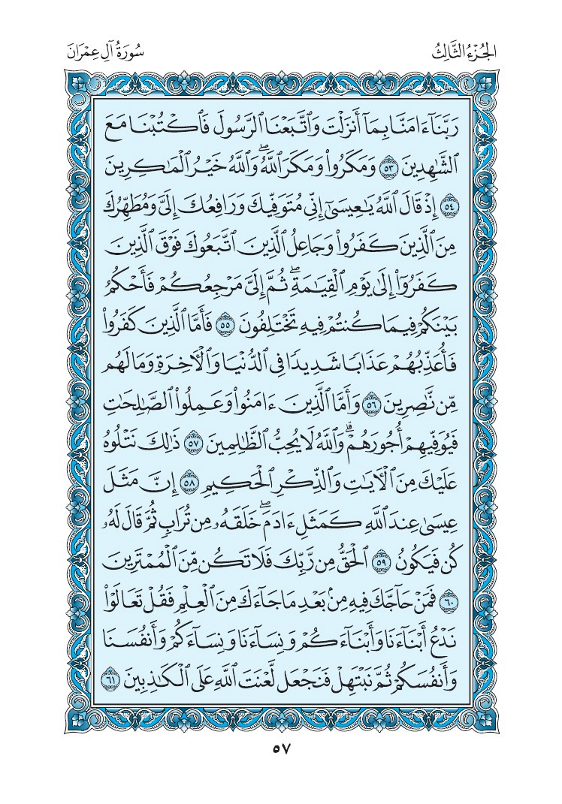 الجُزْءُ الثَّالِثُ
سُورَةُ آلِ عِمْرَانَ
رَبَّنَآ ءَامَنَّا بِمَآ أَنزَلْتَ وَٱتَّبَعْنَا ٱلرَّسُولَ فَٱكْتُبْنَا مَعَ
ٱلشَّٰهِدِينَ ٥٣ وَمَكَرُوا۟ وَمَكَرَ ٱللَّهُ ۖ وَٱللَّهُ خَيْرُ ٱلْمَٰكِرِينَ
٥٤ إِذْ قَالَ ٱللَّهُ يَٰعِيسَىٰٓ إِنِّى مُتَوَفِّيكَ وَرَافِعُكَ إِلَىَّ وَمُطَهِّرُكَ
مِنَ ٱلَّذِينَ كَفَرُوا۟ وَجَاعِلُ ٱلَّذِينَ ٱتَّبَعُوكَ فَوْقَ ٱلَّذِينَ
كَفَرُوٓا۟ إِلَىٰ يَوْمِ ٱلْقِيَٰمَةِ ۖ ثُمَّ إِلَىَّ مَرْجِعُكُمْ فَأَحْكُمُ
بَيْنَكُمْ فِيمَا كُنتُمْ فِيهِ تَخْتَلِفُونَ ٥٥ فَأَمَّا ٱلَّذِينَ كَفَرُوا۟
فَأُعَذِّبُهُمْ عَذَابًا شَدِيدًا فِى ٱلدُّنْيَا وَٱلْءَاخِرَةِ وَمَا لَهُم
مِّن نَّٰصِرِينَ ٥٦ وَأَمَّا ٱلَّذِينَ ءَامَنُوا۟ وَعَمِلُوا۟ ٱلصَّٰلِحَٰتِ
فَيُوَفِّيهِمْ أُجُورَهُمْ ۗ وَٱللَّهُ لَا يُحِبُّ ٱلظَّٰلِمِينَ ٥٧ ذَٰلِكَ نَتْلُوهُ
عَلَيْكَ مِنَ ٱلْءَايَٰتِ وَٱلذِّكْرِ ٱلْحَكِيمِ ٥٨ إِنَّ مَثَلَ
عِيسَىٰ عِندَ ٱللَّهِ كَمَثَلِ ءَادَمَ ۖ خَلَقَهُۥ مِن تُرَابٍ ثُمَّ قَالَ لَهُۥ
كُن فَيَكُونُ ٥٩ ٱلْحَقُّ مِن رَّبِّكَ فَلَا تَكُن مِّنَ ٱلْمُمْتَرِينَ
٦٠ فَمَنْ حَآجَّكَ فِيهِ مِنۢ بَعْدِ مَا جَآءَكَ مِنَ ٱلْعِلْمِ فَقُلْ تَعَالَوْا۟
نَدْعُ أَبْنَآءَنَا وَأَبْنَآءَكُمْ وَنِسَآءَنَا وَنِسَآءَكُمْ وَأَنفُسَنَا
وَأَنفُسَكُمْ ثُمَّ نَبْتَهِلْ فَنَجْعَل لَّعْنَتَ ٱللَّهِ عَلَى ٱلْكَٰذِبِينَ ٦١
٥٧